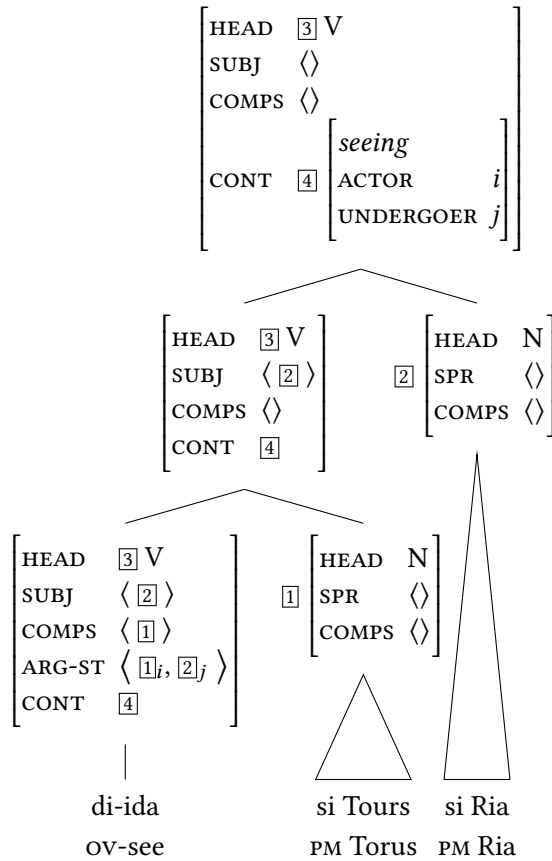 HEAD 3 V
SUBJ ⟨⟩
COMPS ⟨⟩
CONT 4
seeing
ACTOR i
UNDERGOER j
HEAD 3 V
SUBJ ⟨ 2 ⟩
COMPS ⟨⟩
CONT 4
2
HEAD N
SPR ⟨⟩
COMPS ⟨⟩
HEAD 3 V
SUBJ ⟨ 2 ⟩
COMPS ⟨ 1 ⟩
ARG-ST ⟨ 1i, 2j ⟩
CONT 4
1
HEAD N
SPR ⟨⟩
COMPS ⟨⟩
di-ida si Tours si Ria
OV-see PM Torus PM Ria